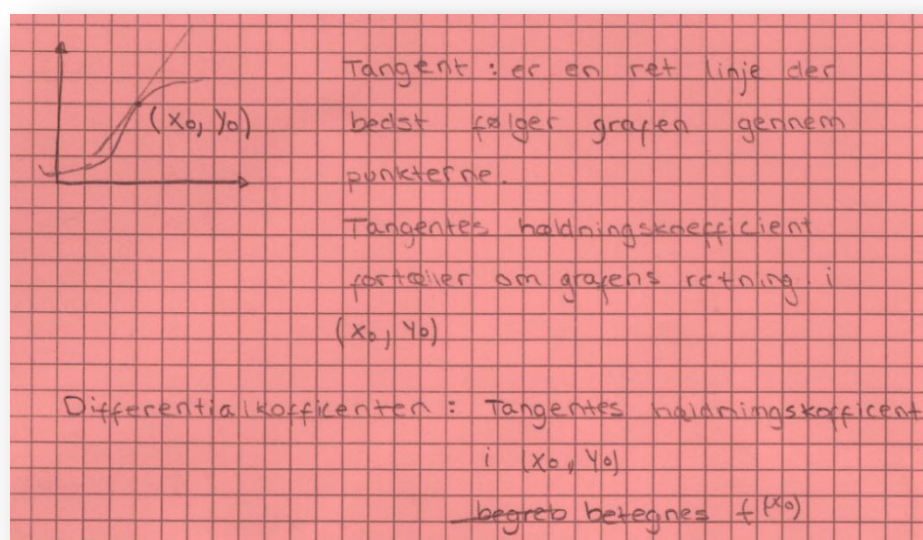 Tangent : er en ret linje der
(x₀, y₀)
bedst følger grafen gennem
punkterne.
Tangentes hældningskoefficient
fortæller om grafens retning i
(x₀, y₀)
Differentialkofficenten : Tangentes hældningskofficent
i (x₀, y₀)
begreb betegnes f(x₀)